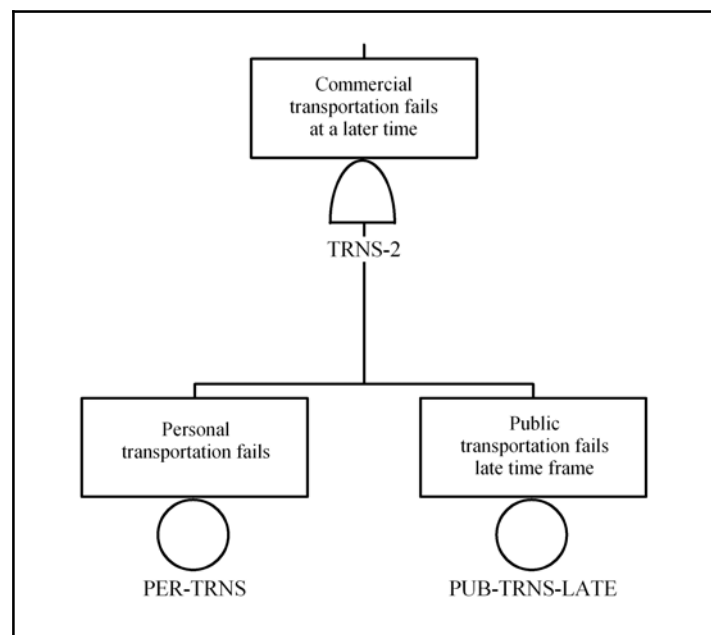 Commercial
transportation fails
at a later time
TRNS-2
Personal
transportation fails
Public
transportation fails
late time frame
PER-TRNS
PUB-TRNS-LATE